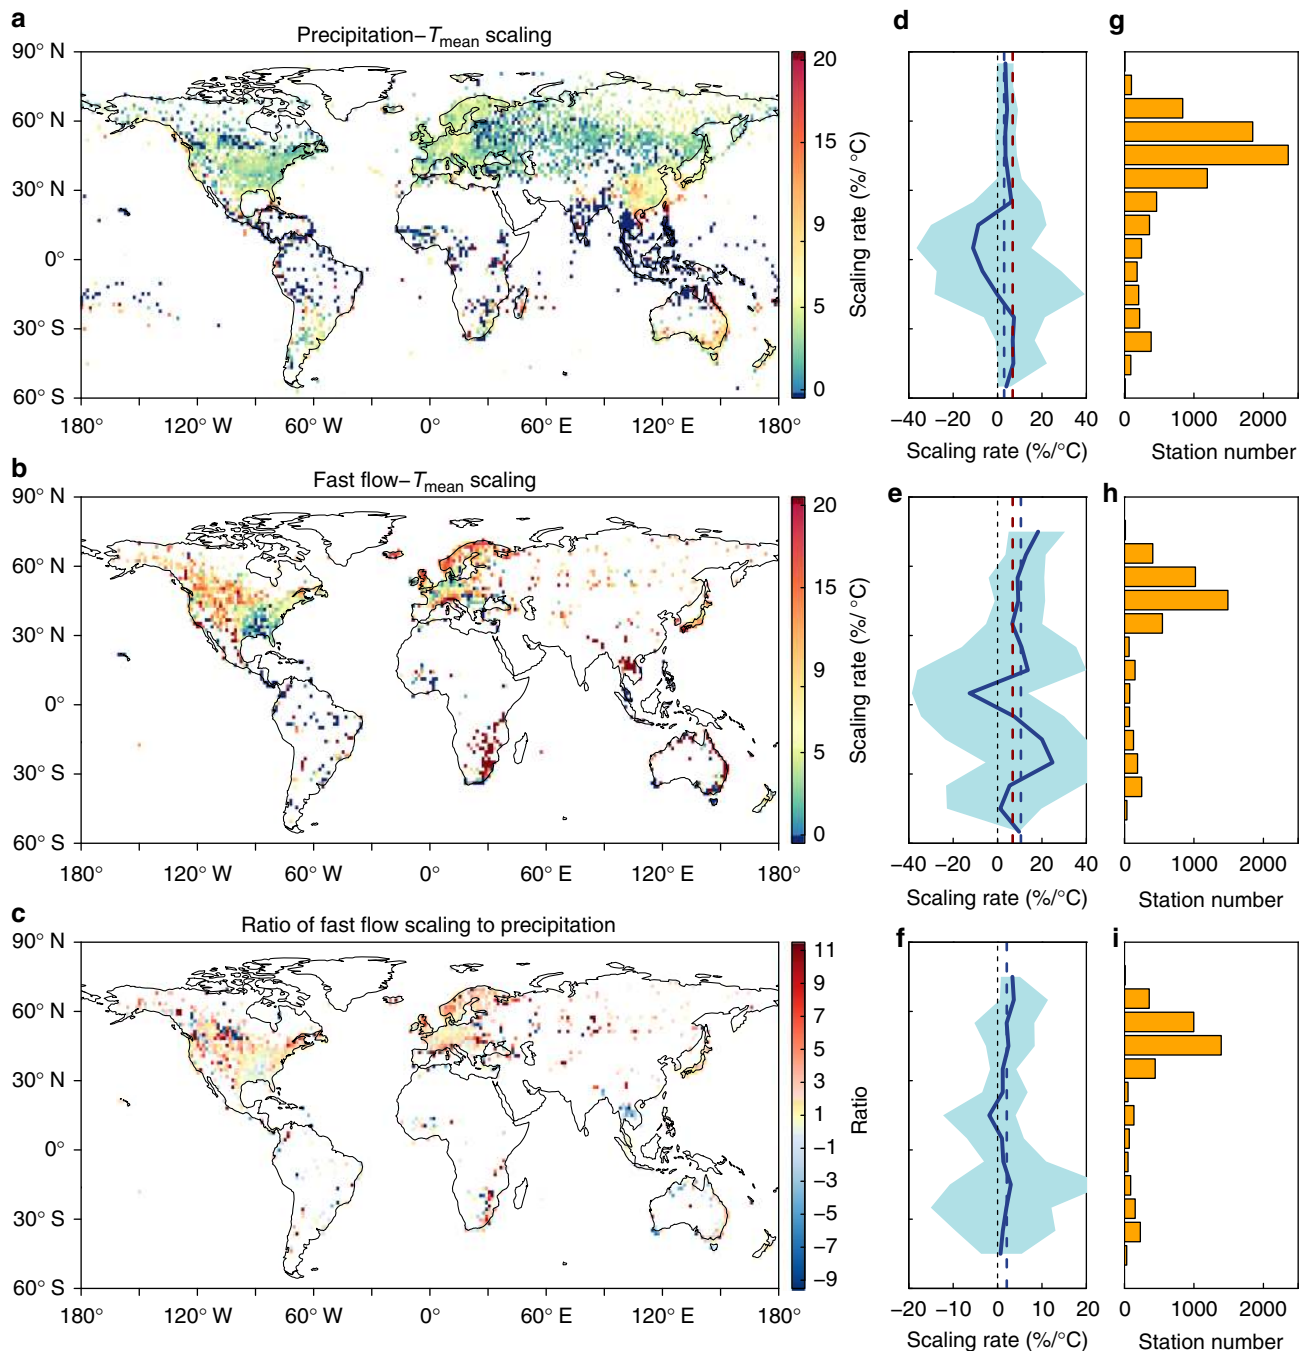 a
Precipitation–Tmean scaling
90° N
60° N
30° N
0°
30° S
60° S
180°
120° W
60° W
0°
60° E
120° E
180°
20
15
9
5
0
Scaling rate (%/ °C)
d
−40
−20
0
20
40
Scaling rate (%/°C)
g
0
1000
2000
Station number
b
Fast flow–Tmean scaling
90° N
60° N
30° N
0°
30° S
60° S
180°
120° W
60° W
0°
60° E
120° E
180°
20
15
9
5
0
Scaling rate (%/ °C)
e
−40
−20
0
20
40
Scaling rate (%/°C)
h
0
1000
2000
Station number
c
Ratio of fast flow scaling to precipitation
90° N
60° N
30° N
0°
30° S
60° S
180°
120° W
60° W
0°
60° E
120° E
180°
11
9
7
5
3
1
−1
−3
−5
−7
−9
Ratio
f
−20
−10
0
10
20
Scaling rate (%/°C)
i
0
1000
2000
Station number